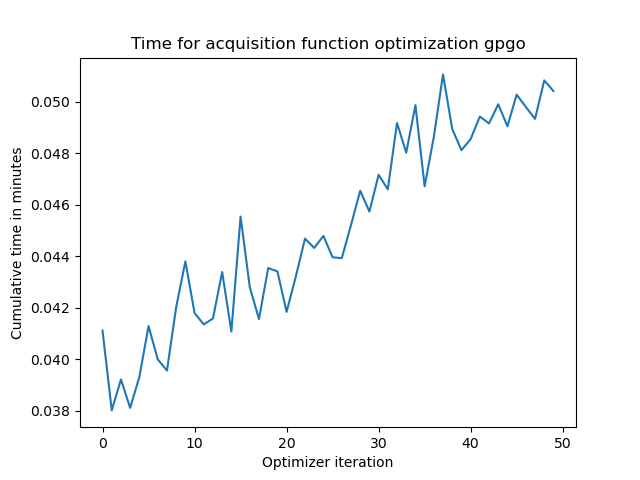 Time for acquisition function optimization gpgo
Cumulative time in minutes
0.050
0.048
0.046
0.044
0.042
0.040
0.038
0 10 20 30 40 50
Optimizer iteration